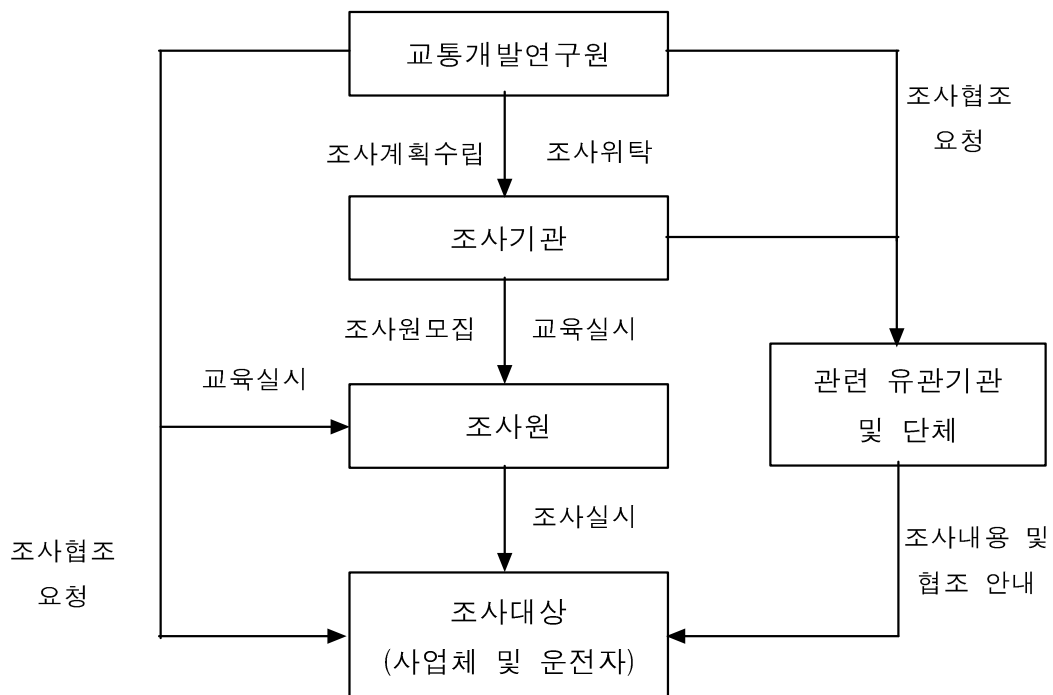 교통개발연구원
조사협조
요청
조사계획수립
조사위탁
조사기관
조사원모집
교육실시
교육실시
관련 유관기관
및 단체
조사원
조사실시
조사내용 및
협조 안내
조사협조
요청
조사대상
(사업체 및 운전자)